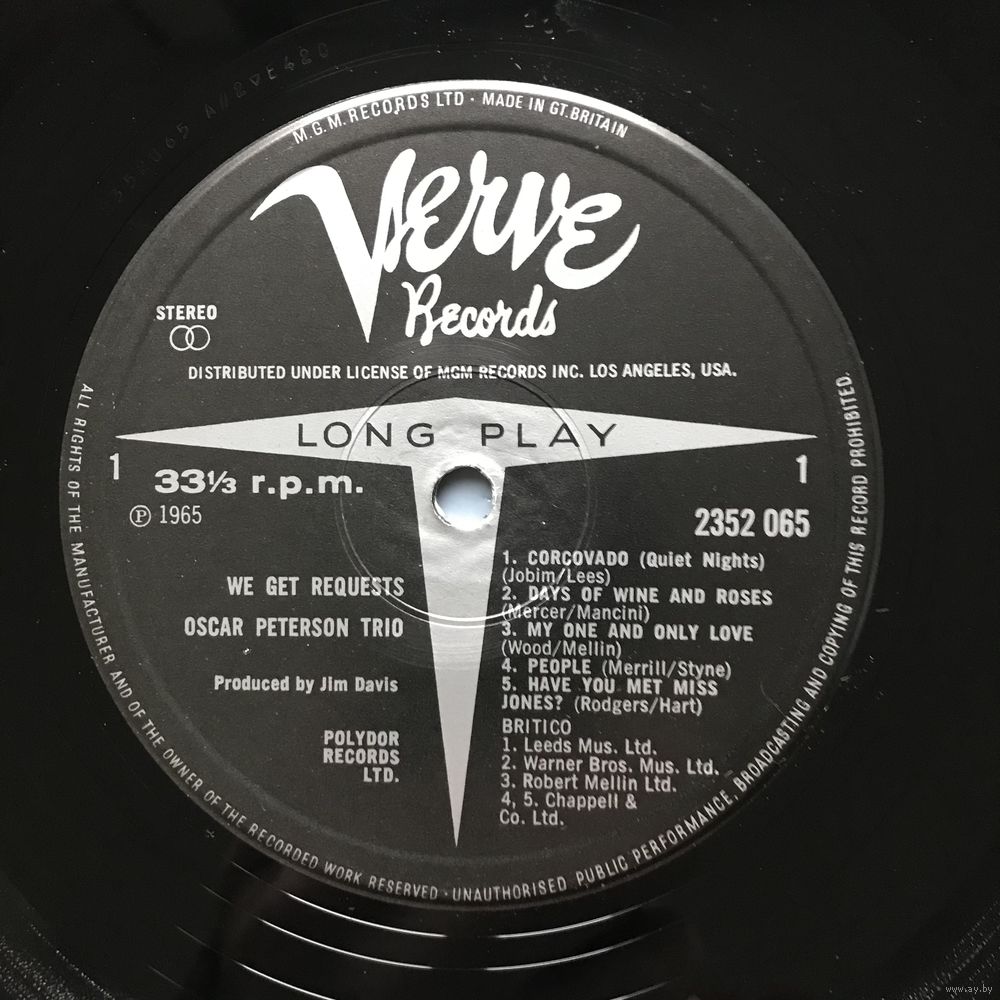 M.G.M. RECORDS LTD · MADE IN GT. BRITAIN
Verve
Records
STEREO
DISTRIBUTED UNDER LICENSE OF MGM RECORDS INC. LOS ANGELES, USA.
LONG PLAY
1
1
33⅓ r.p.m.
℗ 1965
2352 065
WE GET REQUESTS
OSCAR PETERSON TRIO
Produced by Jim Davis
POLYDOR
RECORDS
LTD.
1. CORCOVADO (Quiet Nights)
(Jobim/Lees)
2. DAYS OF WINE AND ROSES
(Mercer/Mancini)
3. MY ONE AND ONLY LOVE
(Wood/Mellin)
4. PEOPLE (Merrill/Styne)
5. HAVE YOU MET MISS
JONES? (Rodgers/Hart)
BRITICO
1. Leeds Mus. Ltd.
2. Warner Bros. Mus. Ltd.
3. Robert Mellin Ltd.
4, 5. Chappell &
Co. Ltd.
ALL RIGHTS OF THE MANUFACTURER AND OF THE OWNER OF THE RECORDED WORK RESERVED · UNAUTHORISED PUBLIC PERFORMANCE, BROADCASTING AND COPYING OF THIS RECORD PROHIBITED.
www.ay.by